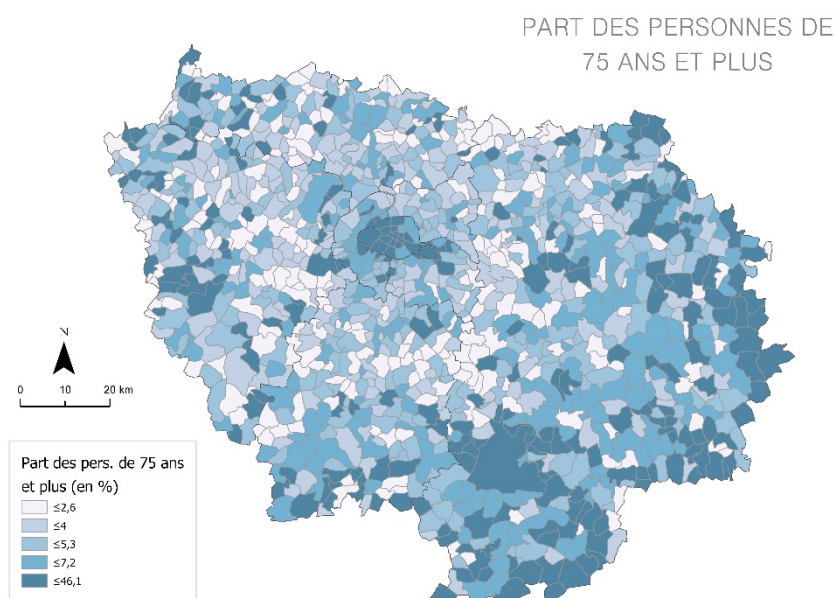 PART DES PERSONNES DE
75 ANS ET PLUS
N
0 10 20 km
Part des pers. de 75 ans
et plus (en %)
≤2,6
≤4
≤5,3
≤7,2
≤46,1